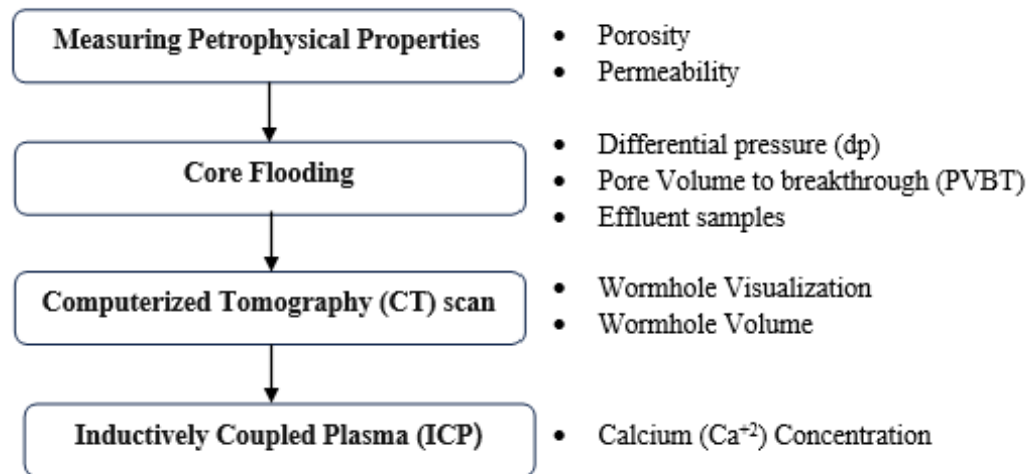 Measuring Petrophysical Properties
• Porosity
• Permeability
Core Flooding
• Differential pressure (dp)
• Pore Volume to breakthrough (PVBT)
• Effluent samples
Computerized Tomography (CT) scan
• Wormhole Visualization
• Wormhole Volume
Inductively Coupled Plasma (ICP)
• Calcium (Ca⁺²) Concentration